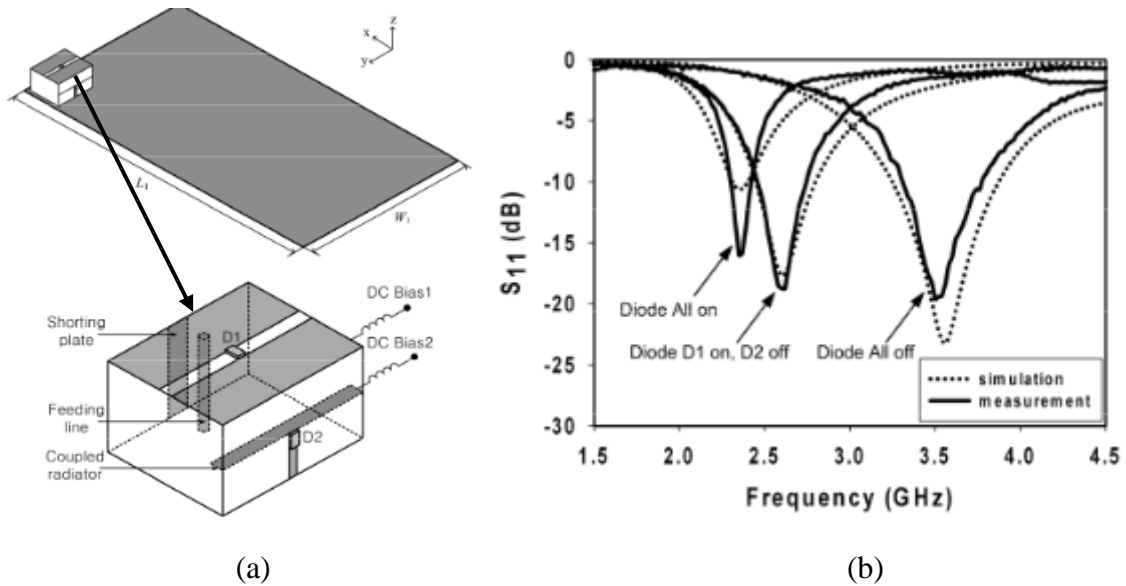 z
x
y
L₁
W₁
DC Bias1
Shorting
plate
D1
DC Bias2
Feeding
line
D2
Coupled
radiator
(a)
0
-5
-10
-15
-20
-25
-30
S₁₁ (dB)
Diode All on
Diode D1 on, D2 off
Diode All off
simulation
measurement
1.5 2.0 2.5 3.0 3.5 4.0 4.5
Frequency (GHz)
(b)